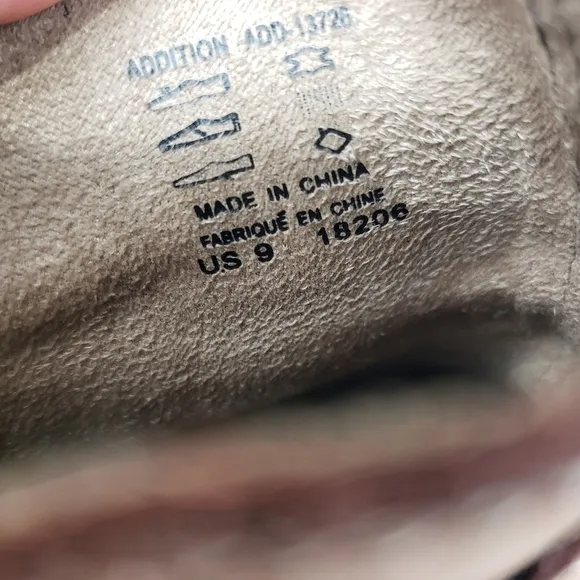 ADDITION ADD-13726
MADE IN CHINA
FABRIQUÉ EN CHINE
US 9 18206